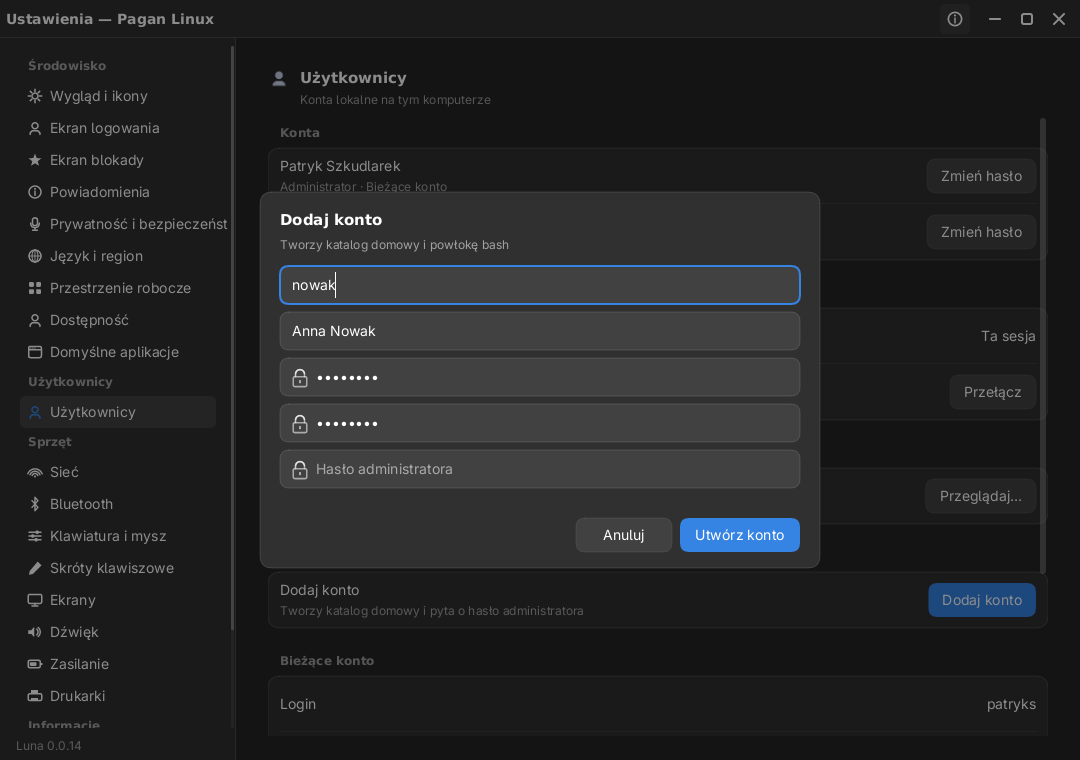 Ustawienia — Pagan Linux
Środowisko
Wygląd i ikony
Ekran logowania
Ekran blokady
Powiadomienia
Prywatność i bezpieczeńst
Język i region
Przestrzenie robocze
Dostępność
Domyślne aplikacje
Użytkownicy
Użytkownicy
Sprzęt
Sieć
Bluetooth
Klawiatura i mysz
Skróty klawiszowe
Ekrany
Dźwięk
Zasilanie
Drukarki
Informacje
Luna 0.0.14
Użytkownicy
Konta lokalne na tym komputerze
Konta
Patryk Szkudlarek
Administrator · Bieżące konto
Zmień hasło
Zmień hasło
Ta sesja
Przełącz
Przeglądaj...
Dodaj konto
Tworzy katalog domowy i powłokę bash
nowak
Anna Nowak
••••••••
••••••••
Hasło administratora
Anuluj
Utwórz konto
Dodaj konto
Tworzy katalog domowy i pyta o hasło administratora
Dodaj konto
Bieżące konto
Login
patryks